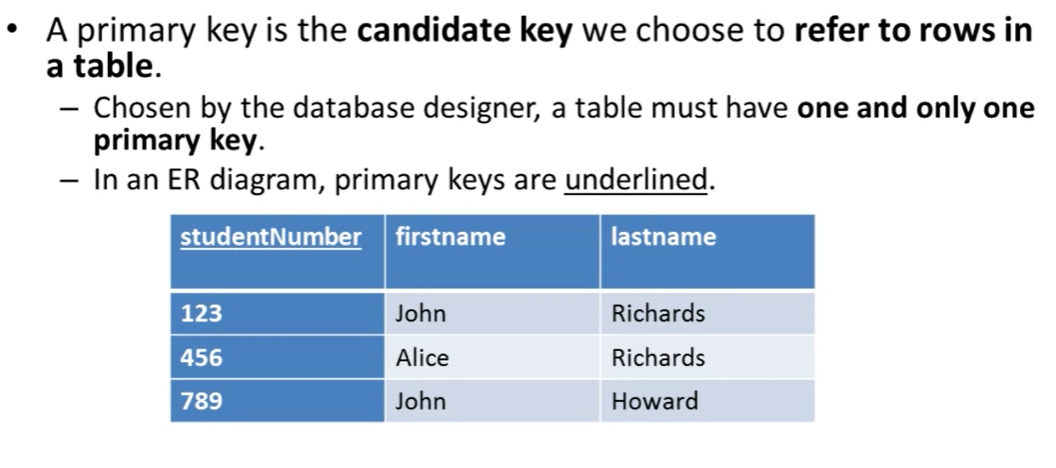 • A primary key is the candidate key we choose to refer to rows in
a table.
– Chosen by the database designer, a table must have one and only one
primary key.
– In an ER diagram, primary keys are underlined.
studentNumber firstname lastname
123 John Richards
456 Alice Richards
789 John Howard